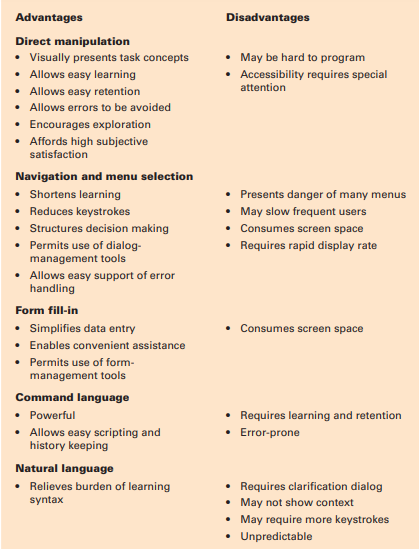 Advantages Disadvantages
Direct manipulation
• Visually presents task concepts
• Allows easy learning
• Allows easy retention
• Allows errors to be avoided
• Encourages exploration
• Affords high subjective
satisfaction
• May be hard to program
• Accessibility requires special
attention
Navigation and menu selection
• Shortens learning
• Reduces keystrokes
• Structures decision making
• Permits use of dialog-
management tools
• Allows easy support of error
handling
• Presents danger of many menus
• May slow frequent users
• Consumes screen space
• Requires rapid display rate
Form fill-in
• Simplifies data entry
• Enables convenient assistance
• Permits use of form-
management tools
• Consumes screen space
Command language
• Powerful
• Allows easy scripting and
history keeping
• Requires learning and retention
• Error-prone
Natural language
• Relieves burden of learning
syntax
• Requires clarification dialog
• May not show context
• May require more keystrokes
• Unpredictable